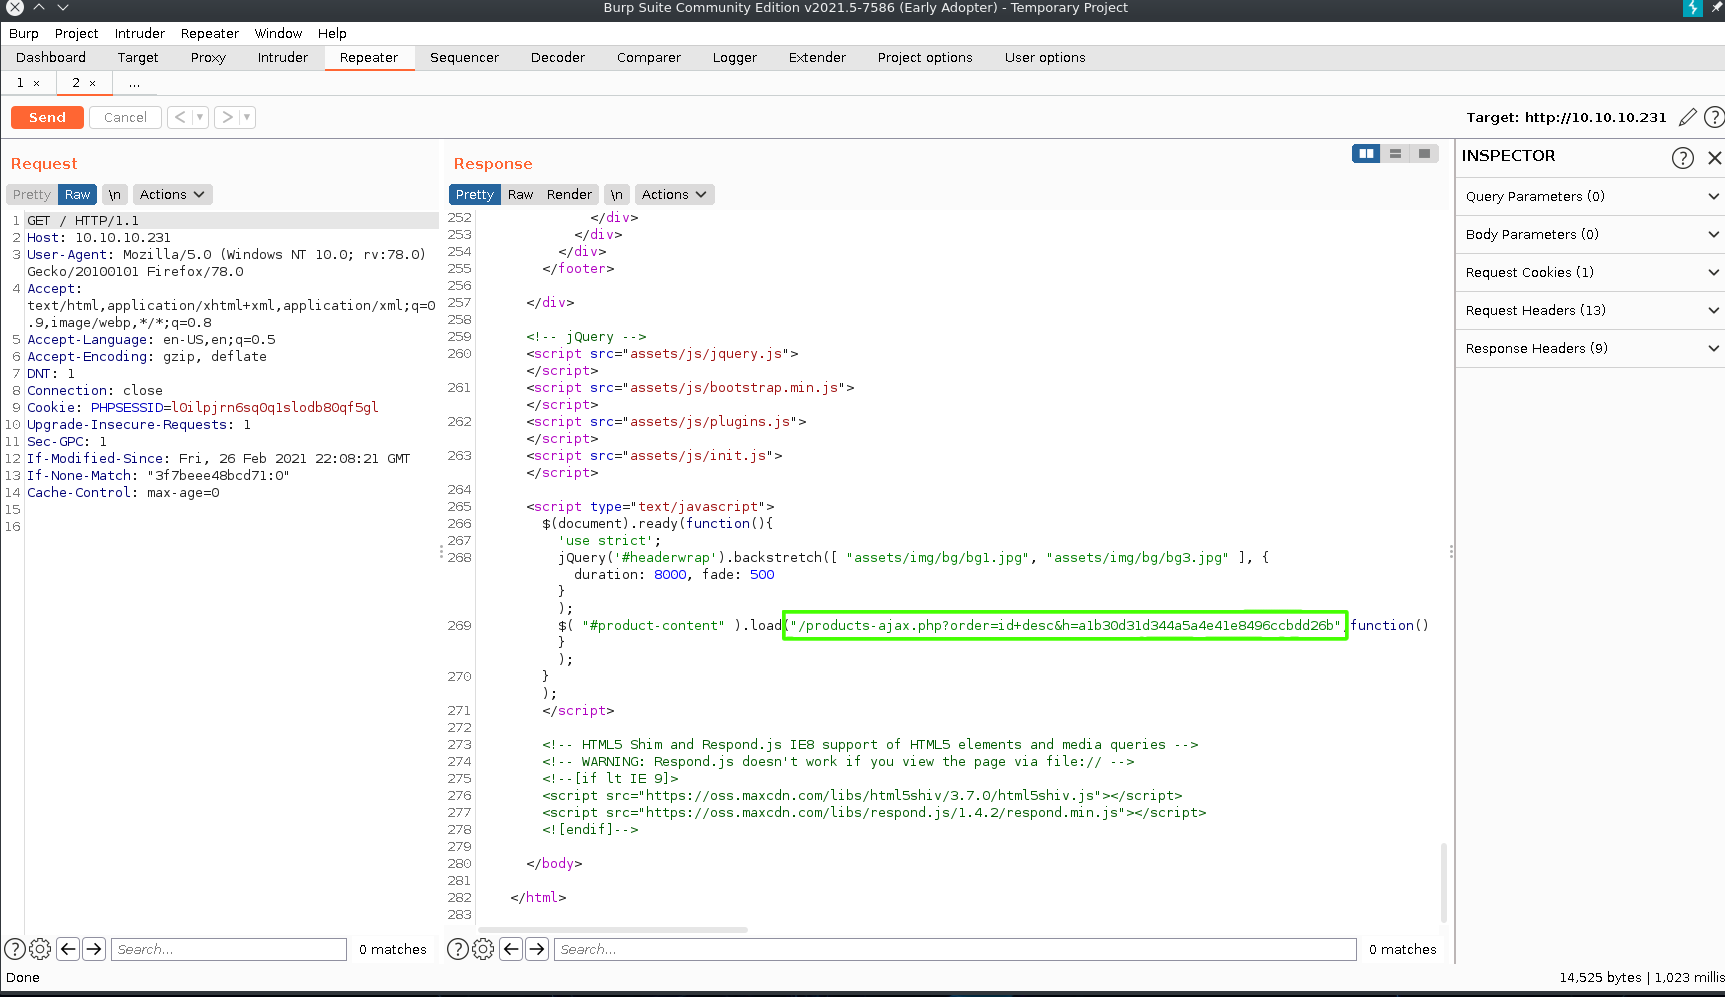 Burp Suite Community Edition v2021.5-7586 (Early Adopter) - Temporary Project
Burp Project Intruder Repeater Window Help
Dashboard Target Proxy Intruder Repeater Sequencer Decoder Comparer Logger Extender Project options User options
1 × 2 × ...
Send Cancel < > Target: http://10.10.10.231
Request
Pretty Raw \n Actions
1 GET / HTTP/1.1
2 Host: 10.10.10.231
3 User-Agent: Mozilla/5.0 (Windows NT 10.0; rv:78.0)
Gecko/20100101 Firefox/78.0
4 Accept:
text/html,application/xhtml+xml,application/xml;q=0
.9,image/webp,*/*;q=0.8
5 Accept-Language: en-US,en;q=0.5
6 Accept-Encoding: gzip, deflate
7 DNT: 1
8 Connection: close
9 Cookie: PHPSESSID=l0ilpjrn6sq0q1slodb80qf5gl
10 Upgrade-Insecure-Requests: 1
11 Sec-GPC: 1
12 If-Modified-Since: Fri, 26 Feb 2021 22:08:21 GMT
13 If-None-Match: "3f7beee48bcd71:0"
14 Cache-Control: max-age=0
15
16
Search... 0 matches
Response
Pretty Raw Render \n Actions
252 </div>
253 </div>
254 </div>
255 </footer>
256
257 </div>
258
259 <!-- jQuery -->
260 <script src="assets/js/jquery.js">
</script>
261 <script src="assets/js/bootstrap.min.js">
</script>
262 <script src="assets/js/plugins.js">
</script>
263 <script src="assets/js/init.js">
</script>
264
265 <script type="text/javascript">
266 $(document).ready(function(){
267 'use strict';
268 jQuery('#headerwrap').backstretch([ "assets/img/bg/bg1.jpg", "assets/img/bg/bg3.jpg" ], {
duration: 8000, fade: 500
}
);
269 $( "#product-content" ).load("/products-ajax.php?order=id+desc&h=a1b30d31d344a5a4e41e8496ccbdd26b",function()
}
);
270 }
);
271 </script>
272
273 <!-- HTML5 Shim and Respond.js IE8 support of HTML5 elements and media queries -->
274 <!-- WARNING: Respond.js doesn't work if you view the page via file:// -->
275 <!--[if lt IE 9]>
276 <script src="https://oss.maxcdn.com/libs/html5shiv/3.7.0/html5shiv.js"></script>
277 <script src="https://oss.maxcdn.com/libs/respond.js/1.4.2/respond.min.js"></script>
278 <![endif]-->
279
280 </body>
281
282 </html>
283
Search... 0 matches
INSPECTOR
Query Parameters (0)
Body Parameters (0)
Request Cookies (1)
Request Headers (13)
Response Headers (9)
Done 14,525 bytes | 1,023 millis